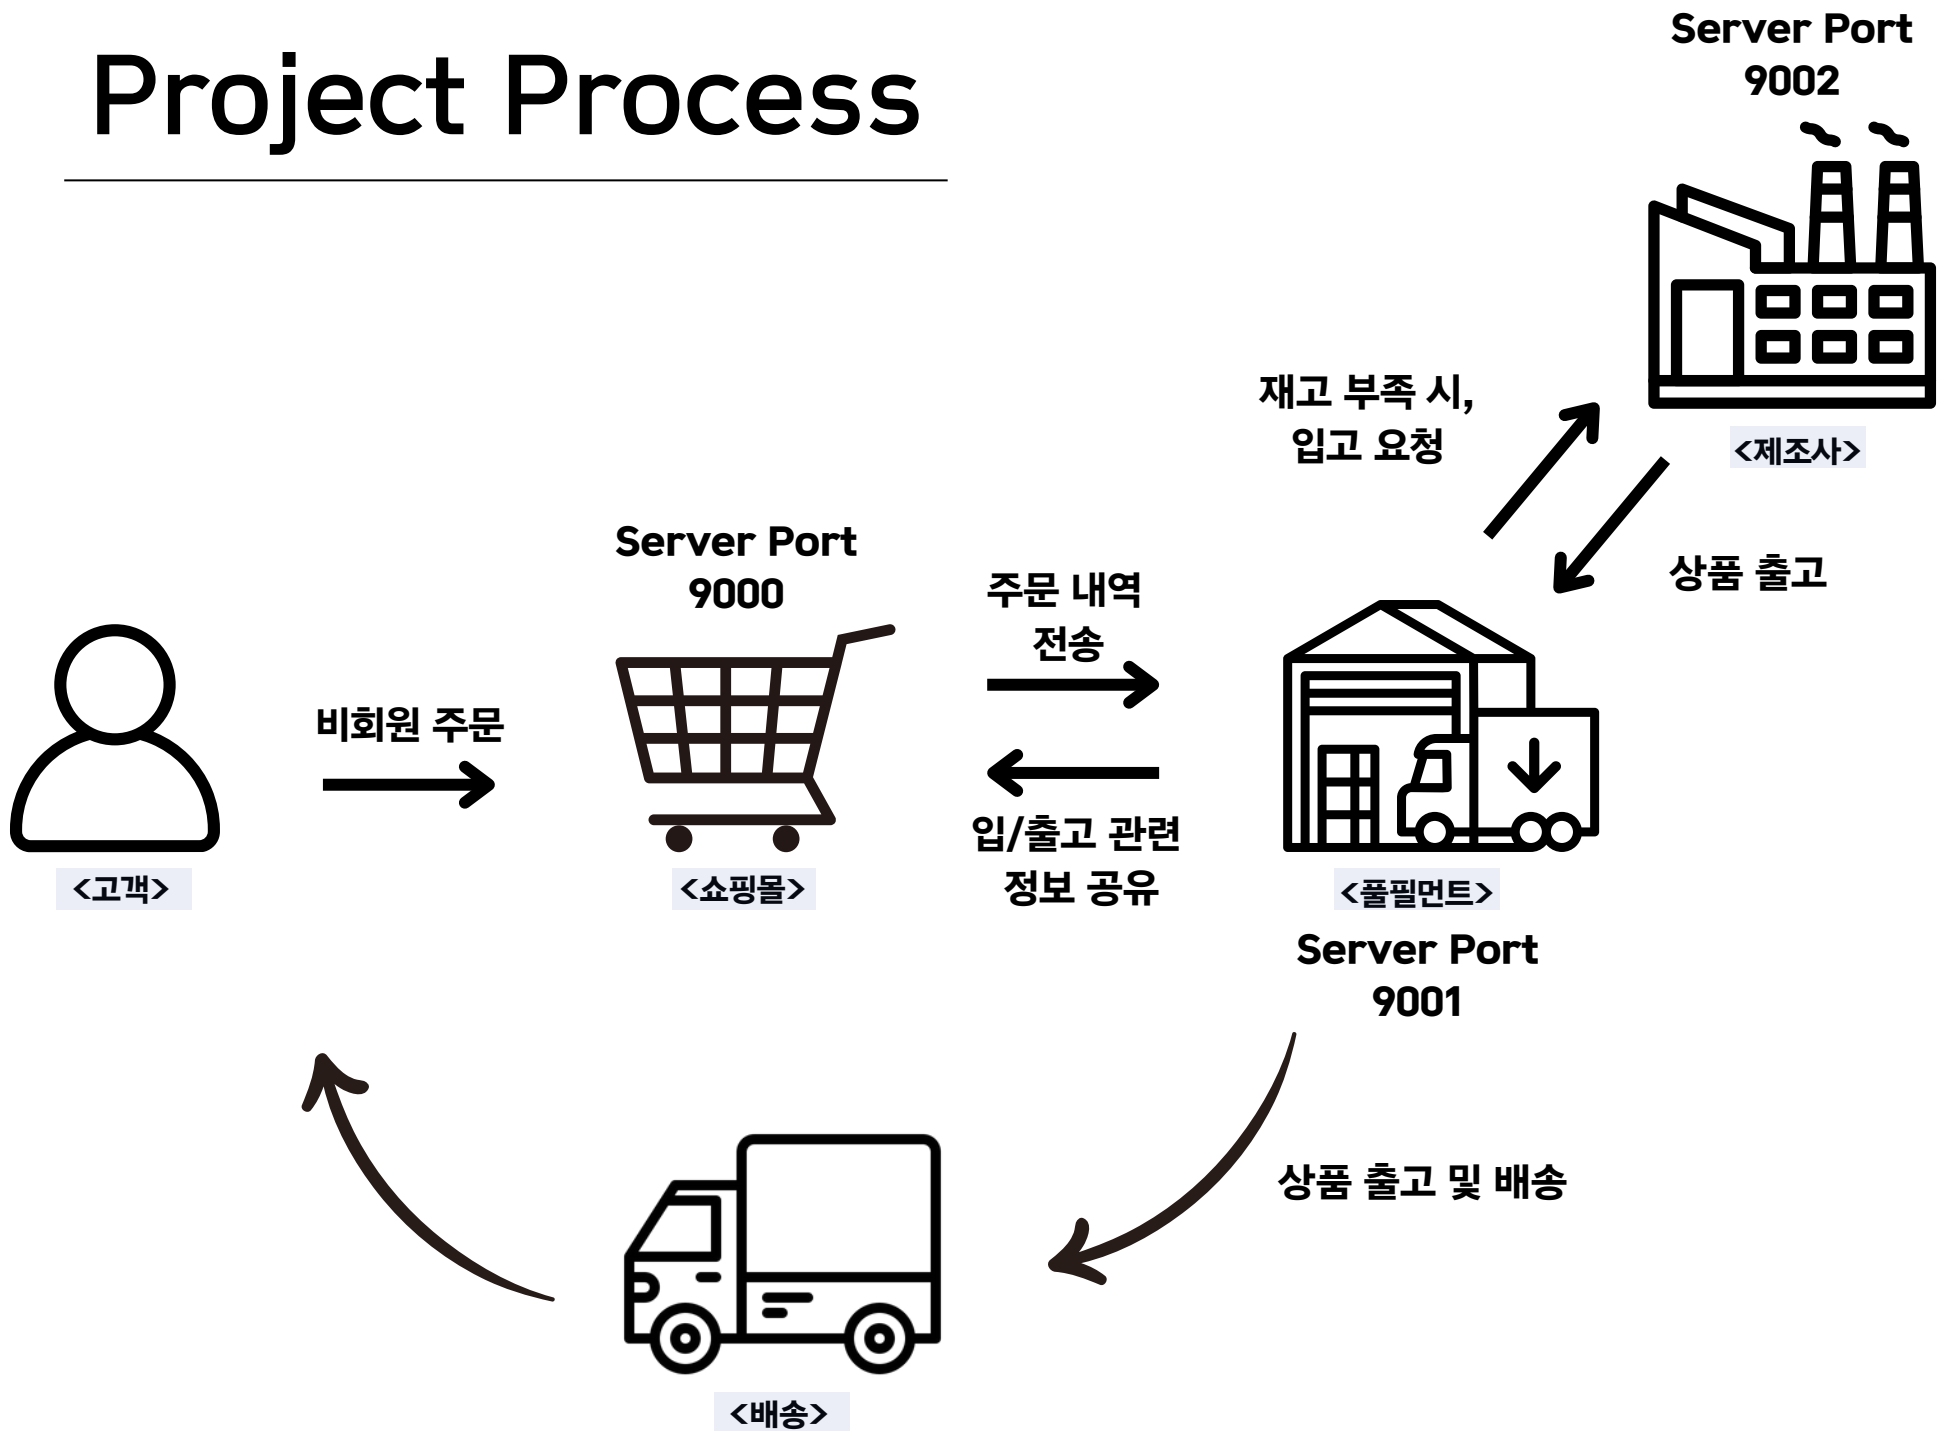 Project Process
Server Port
9002
<제조사>
재고 부족 시,
입고 요청
상품 출고
Server Port
9000
<쇼핑몰>
비회원 주문
<고객>
주문 내역
전송
입/출고 관련
정보 공유
<풀필먼트>
Server Port
9001
상품 출고 및 배송
<배송>